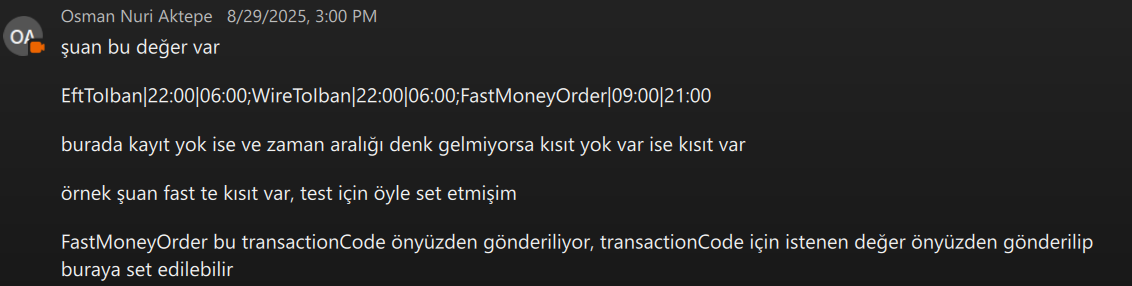 Osman Nuri Aktepe 8/29/2025, 3:00 PM
OA
şuan bu değer var
EftToIban|22:00|06:00;WireToIban|22:00|06:00;FastMoneyOrder|09:00|21:00
burada kayıt yok ise ve zaman aralığı denk gelmiyorsa kısıt yok var ise kısıt var
örnek şuan fast te kısıt var, test için öyle set etmişim
FastMoneyOrder bu transactionCode önyüzden gönderiliyor, transactionCode için istenen değer önyüzden gönderilip
buraya set edilebilir